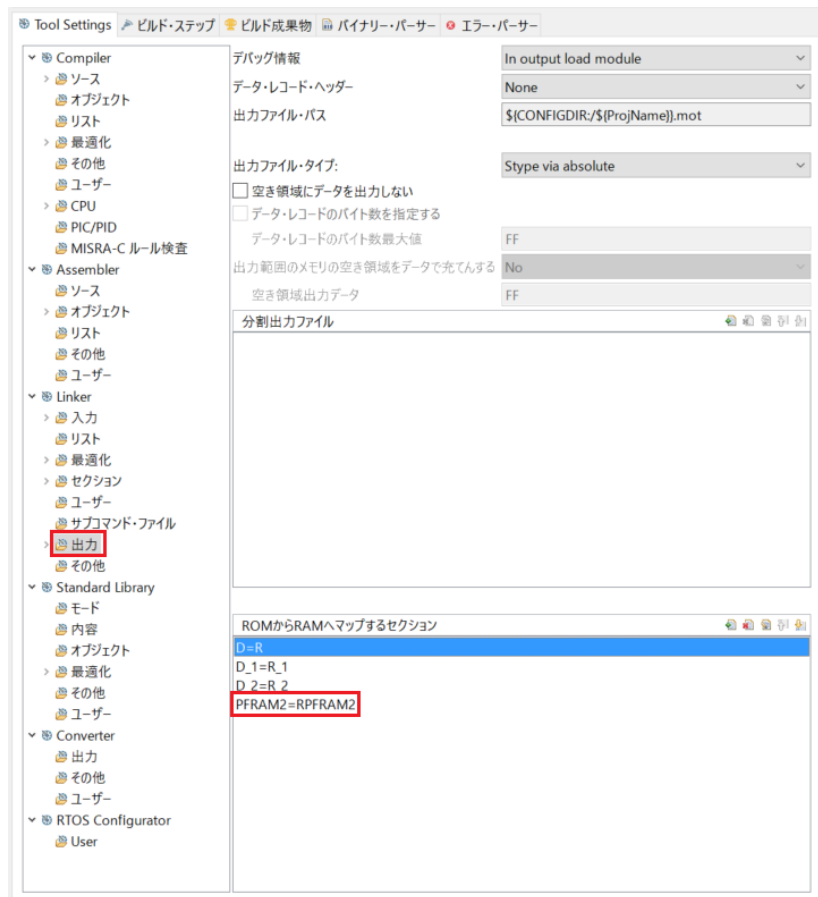 Tool Settings ビルド・ステップ ビルド成果物 バイナリー・パーサー エラー・パーサー
Compiler
ソース
オブジェクト
リスト
最適化
その他
ユーザー
CPU
PIC/PID
MISRA-C ルール検査
Assembler
ソース
オブジェクト
リスト
その他
ユーザー
Linker
入力
リスト
最適化
セクション
ユーザー
サブコマンド・ファイル
出力
その他
Standard Library
モード
内容
オブジェクト
最適化
その他
ユーザー
Converter
出力
その他
ユーザー
RTOS Configurator
User
デバッグ情報 In output load module
データ・レコード・ヘッダー None
出力ファイル・パス ${CONFIGDIR:/${ProjName}}.mot
出力ファイル・タイプ: Stype via absolute
空き領域にデータを出力しない
データ・レコードのバイト数を指定する
データ・レコードのバイト数最大値 FF
出力範囲のメモリの空き領域をデータで充てんする No
空き領域出力データ FF
分割出力ファイル
ROMからRAMへマップするセクション
D=R
D_1=R_1
D_2=R_2
PFRAM2=RPFRAM2